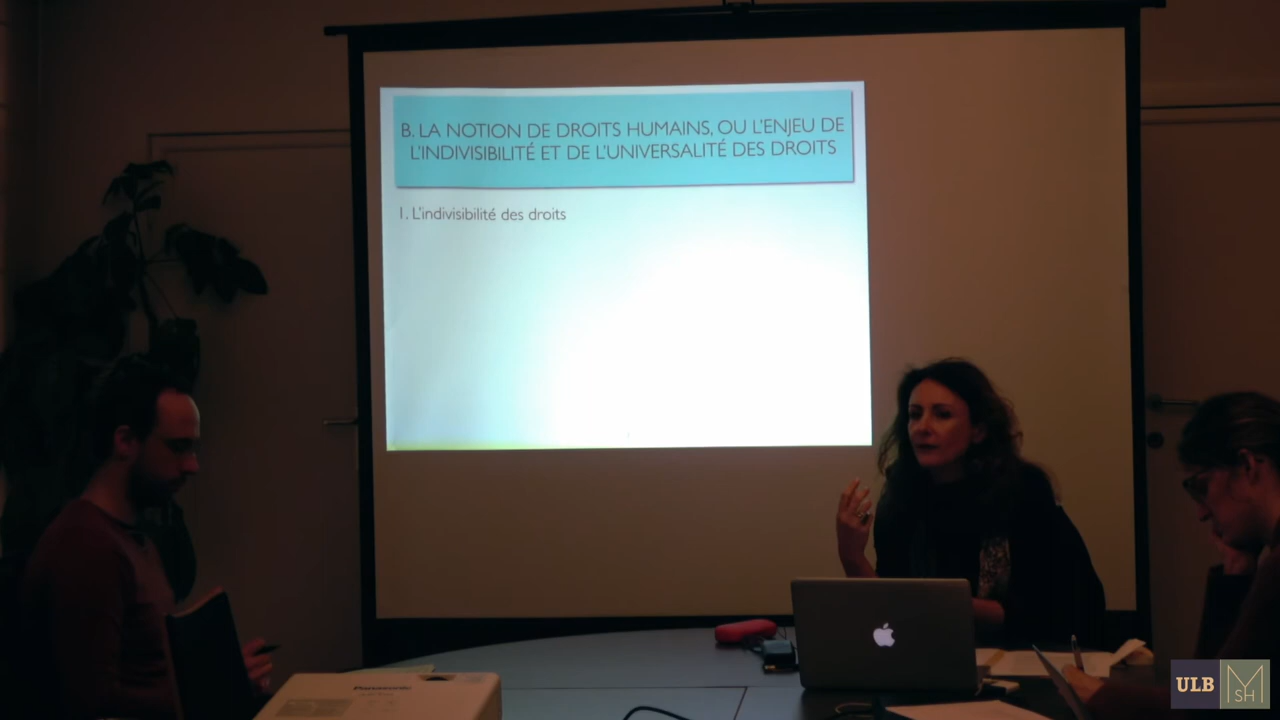 B. LA NOTION DE DROITS HUMAINS, OU L'ENJEU DE
L'INDIVISIBILITÉ ET DE L'UNIVERSALITÉ DES DROITS
1. L'indivisibilité des droits
Panasonic
ULB
MSH